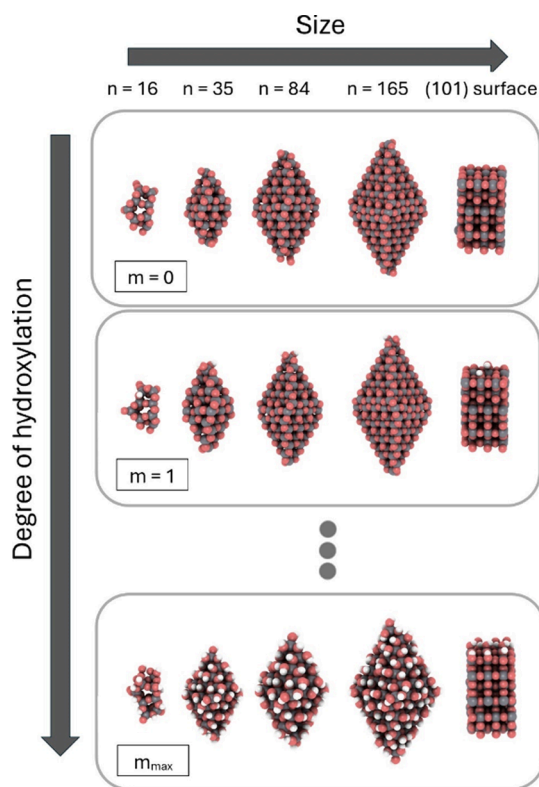 Size
n = 16 n = 35 n = 84 n = 165 (101) surface
Degree of hydroxylation
m = 0
m = 1
mmax